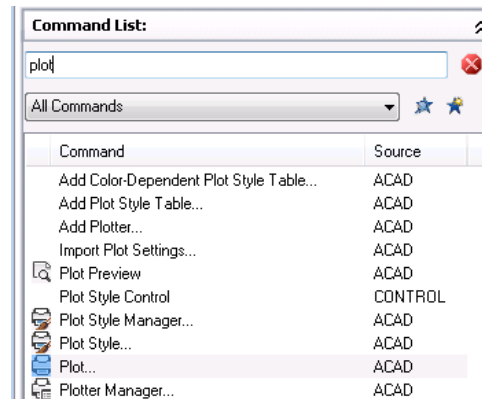 Command List:
plot
All Commands
Command Source
Add Color-Dependent Plot Style Table... ACAD
Add Plot Style Table... ACAD
Add Plotter... ACAD
Import Plot Settings... ACAD
Plot Preview ACAD
Plot Style Control CONTROL
Plot Style Manager... ACAD
Plot Style... ACAD
Plot... ACAD
Plotter Manager... ACAD